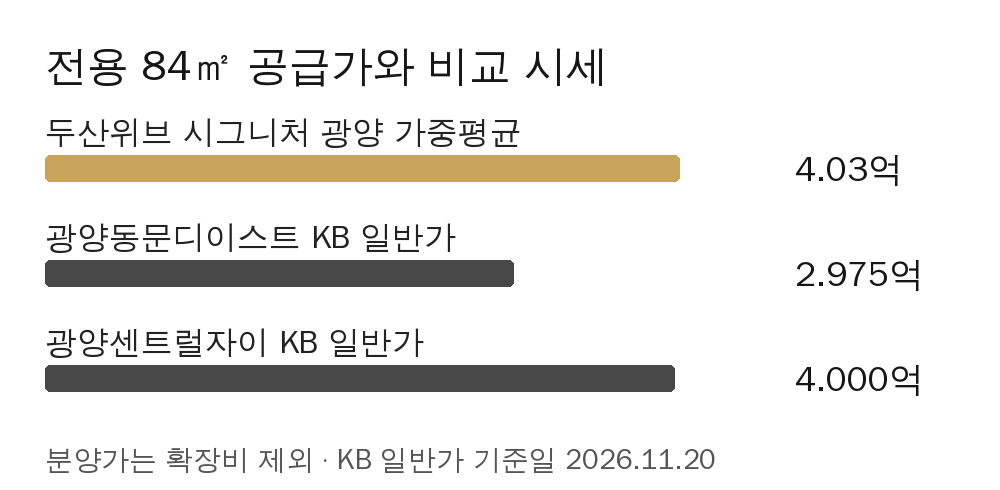 전용 84㎡ 공급가와 비교 시세
두산위브 시그니처 광양 가중평균
4.03억
광양동문디이스트 KB 일반가
2.975억
광양센트럴자이 KB 일반가
4.000억
분양가는 확장비 제외 · KB 일반가 기준일 2026.11.20